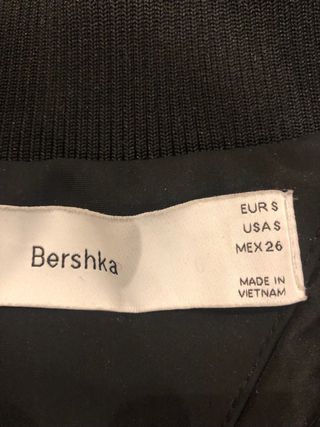 Bershka
EUR S
USA S
MEX 26
MADE IN
VIETNAM